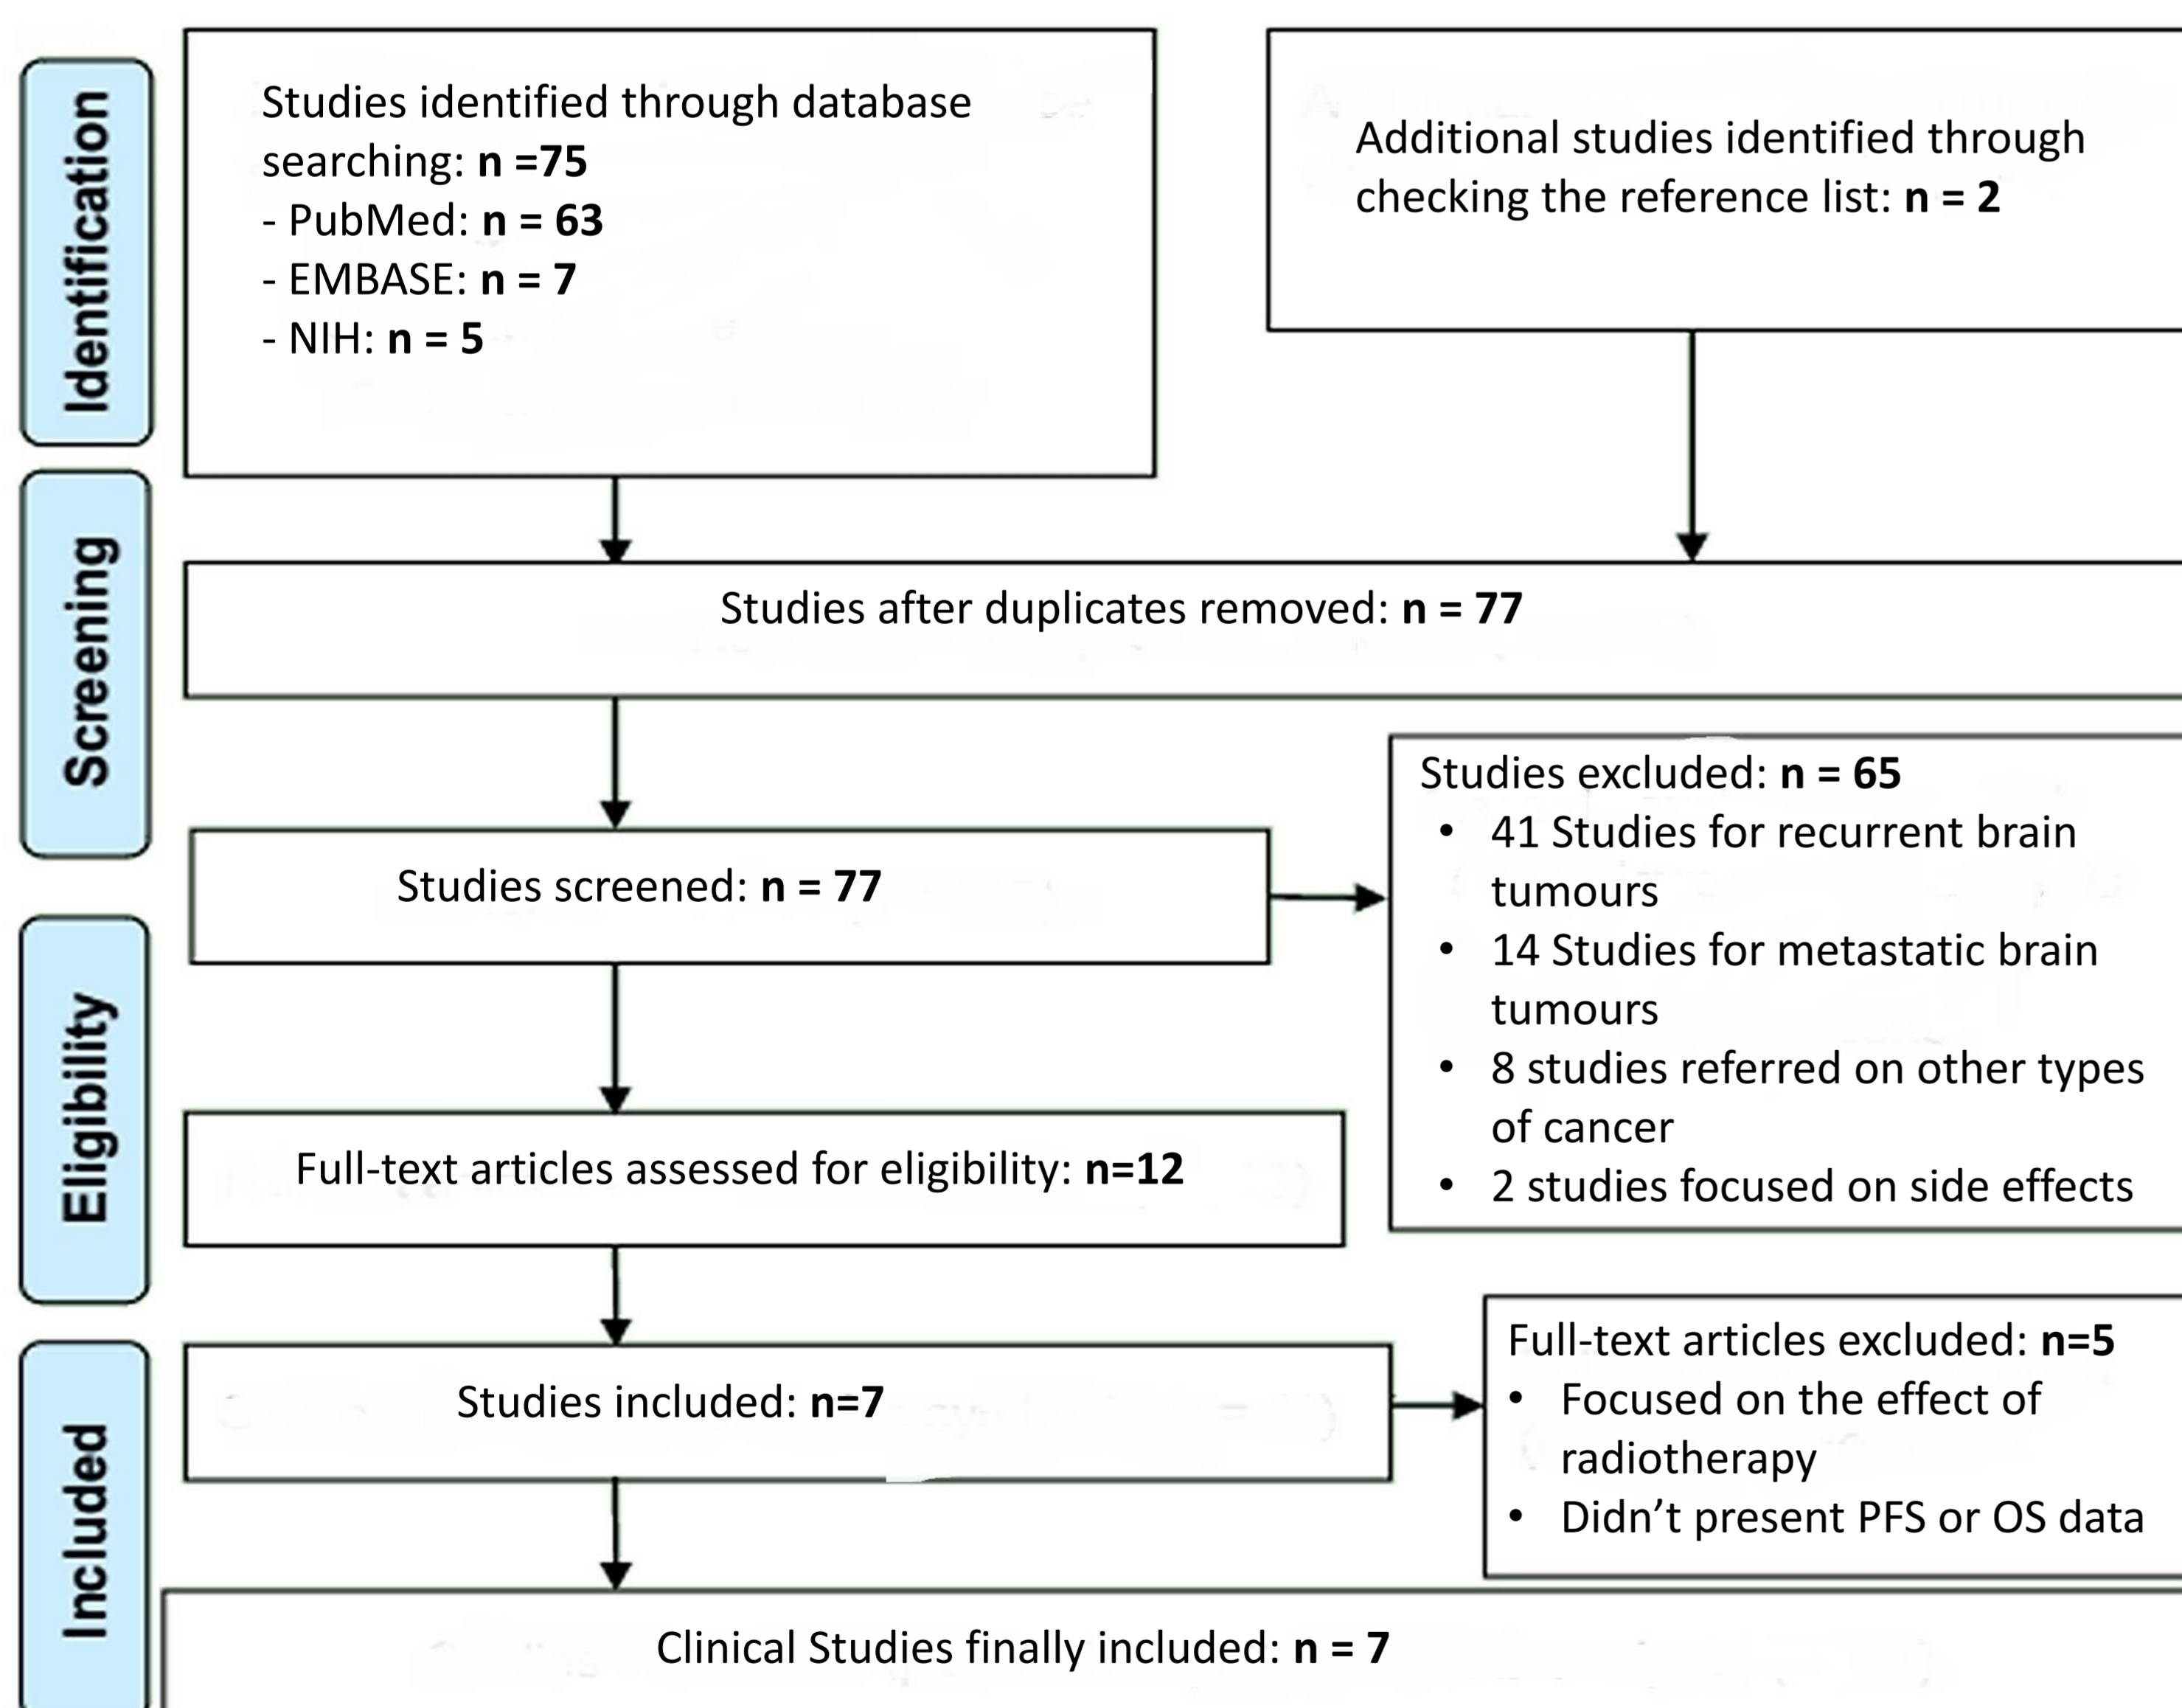 Identification
Studies identified through database
searching: n =75
- PubMed: n = 63
- EMBASE: n = 7
- NIH: n = 5
Additional studies identified through
checking the reference list: n = 2
Screening
Studies after duplicates removed: n = 77
Studies screened: n = 77
Studies excluded: n = 65
• 41 Studies for recurrent brain
tumours
• 14 Studies for metastatic brain
tumours
• 8 studies referred on other types
of cancer
• 2 studies focused on side effects
Eligibility
Full-text articles assessed for eligibility: n=12
Included
Studies included: n=7
Full-text articles excluded: n=5
• Focused on the effect of
radiotherapy
• Didn’t present PFS or OS data
Clinical Studies finally included: n = 7